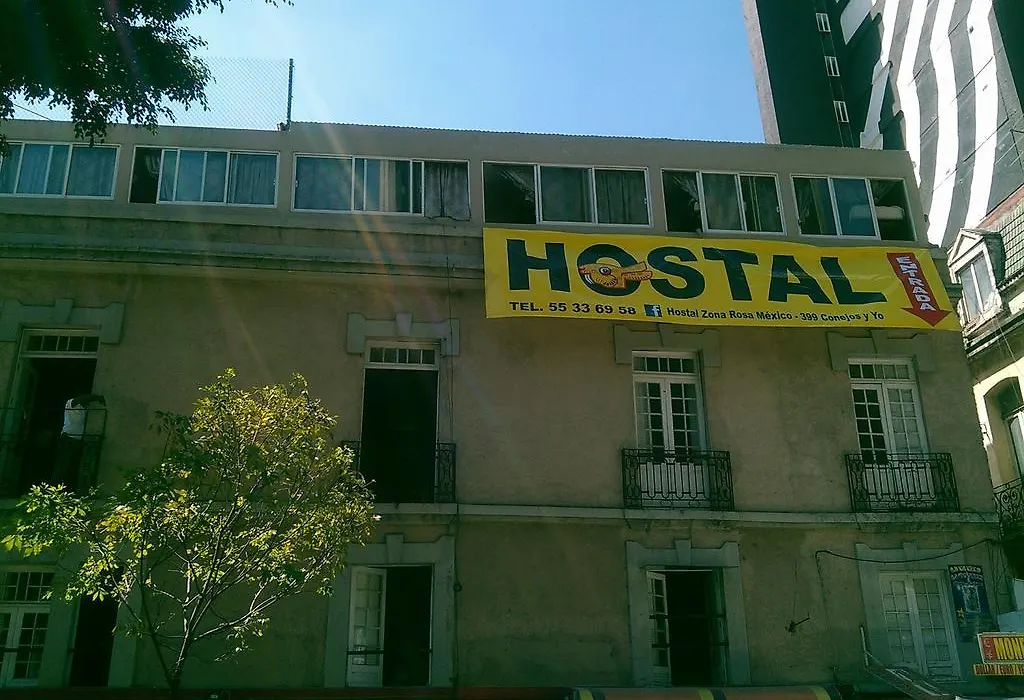 HOSTAL
ENTRADA
TEL. 55 33 69 58 f Hostal Zona Rosa México - 399 Conejos y Yo